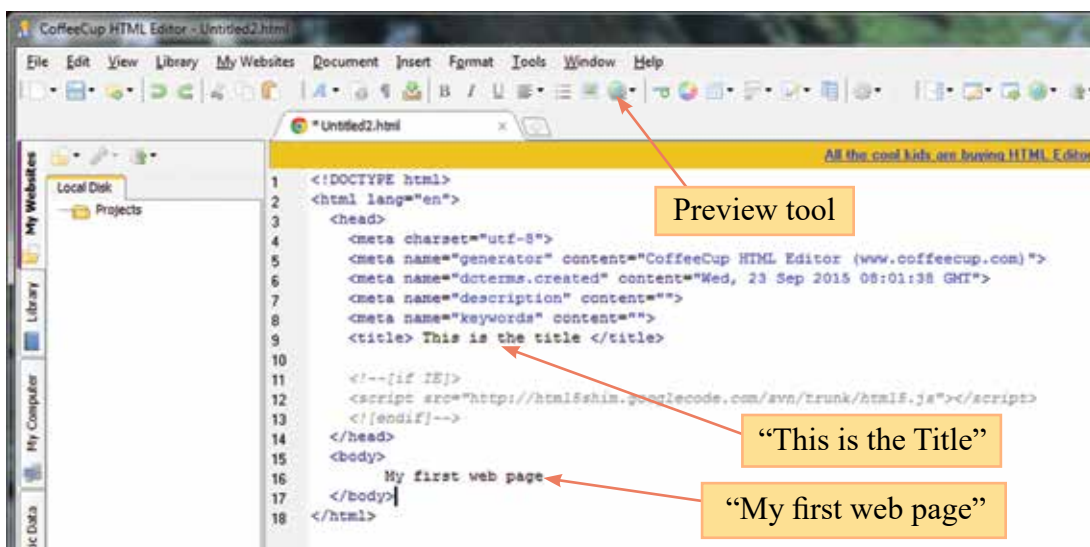 CoffeeCup HTML Editor - Untitled2.html
File Edit View Library My Websites Document Insert Format Tools Window Help
* Untitled2.html
All the cool kids are buying HTML Editor
My Websites
Local Disk
Projects
Library
My Computer
1 <!DOCTYPE html>
2 <html lang="en">
3 <head>
4 <meta charset="utf-8">
5 <meta name="generator" content="CoffeeCup HTML Editor (www.coffeecup.com)">
6 <meta name="dcterms.created" content="Wed, 23 Sep 2015 08:01:38 GMT">
7 <meta name="description" content="">
8 <meta name="keywords" content="">
9 <title> This is the title </title>
10
11 <!--[if IE]>
12 <script src="http://html5shim.googlecode.com/svn/trunk/html5.js"></script>
13 <![endif]-->
14 </head>
15 <body>
16 My first web page
17 </body>
18 </html>
Preview tool
“This is the Title”
“My first web page”